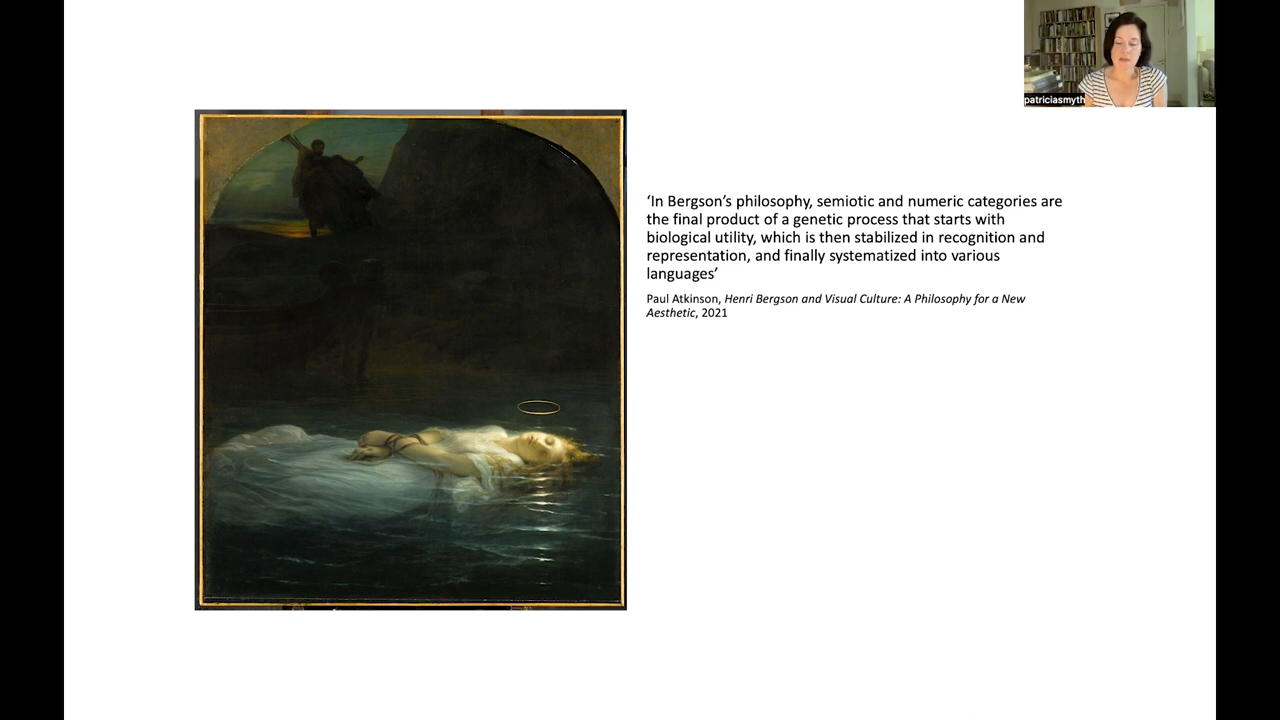 patriciasmyth
‘In Bergson’s philosophy, semiotic and numeric categories are
the final product of a genetic process that starts with
biological utility, which is then stabilized in recognition and
representation, and finally systematized into various
languages’
Paul Atkinson, Henri Bergson and Visual Culture: A Philosophy for a New
Aesthetic, 2021